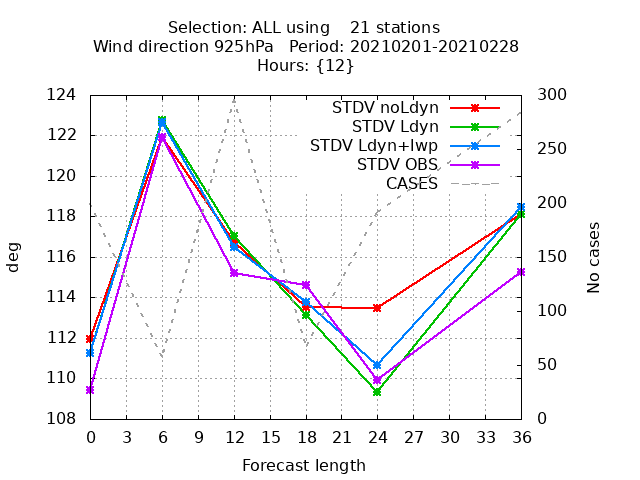 Selection: ALL using    21 stations
Wind direction 925hPa   Period: 20210201-20210228
Hours: {12}
STDV noLdyn
STDV Ldyn
STDV Ldyn+lwp
STDV OBS
CASES
124
122
120
118
116
114
112
110
108
deg
300
250
200
150
100
50
0
No cases
0 3 6 9 12 15 18 21 24 27 30 33 36
Forecast length